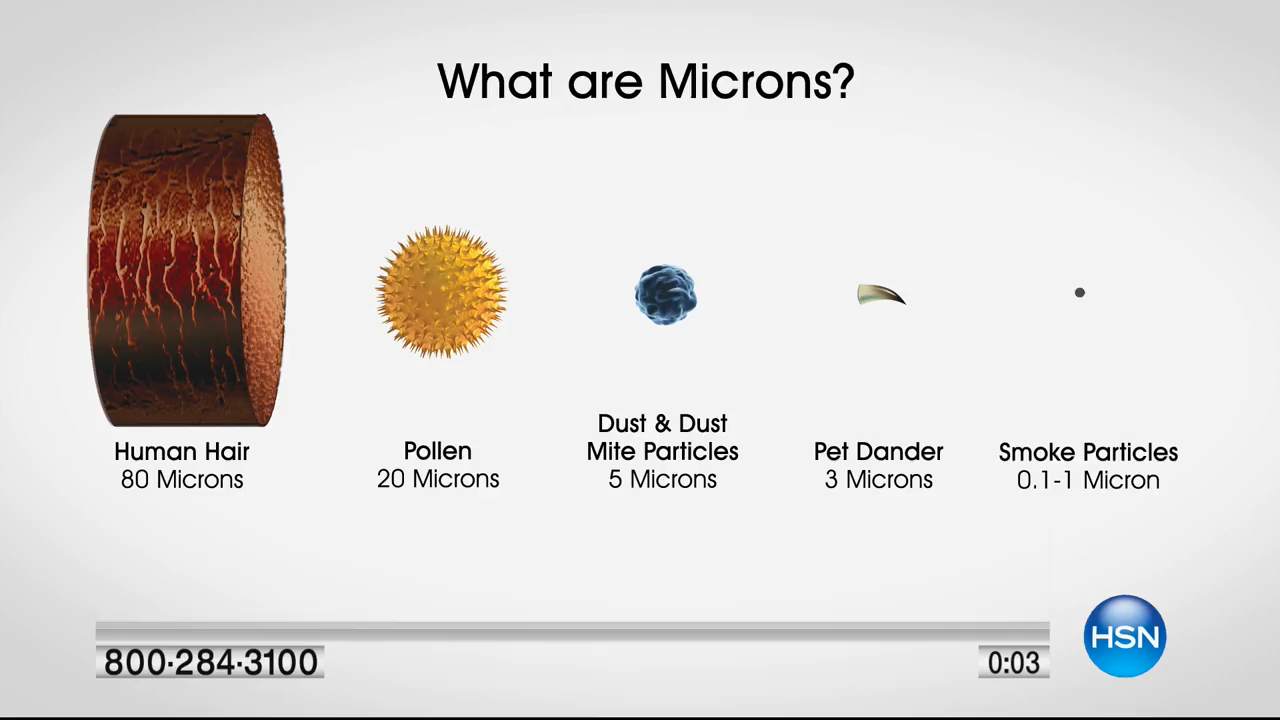 What are Microns?
Human Hair
80 Microns
Pollen
20 Microns
Dust & Dust
Mite Particles
5 Microns
Pet Dander
3 Microns
Smoke Particles
0.1-1 Micron
800·284·3100
0:03
HSN